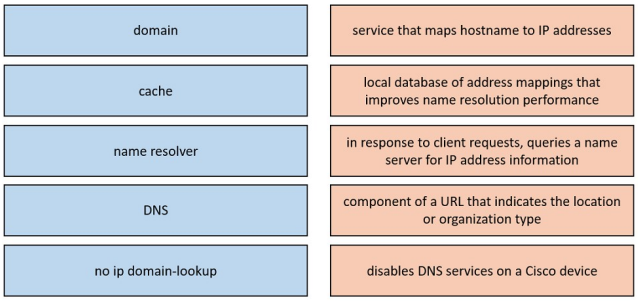 domain
service that maps hostname to IP addresses
cache
local database of address mappings that
improves name resolution performance
name resolver
in response to client requests, queries a name
server for IP address information
DNS
component of a URL that indicates the location
or organization type
no ip domain-lookup
disables DNS services on a Cisco device